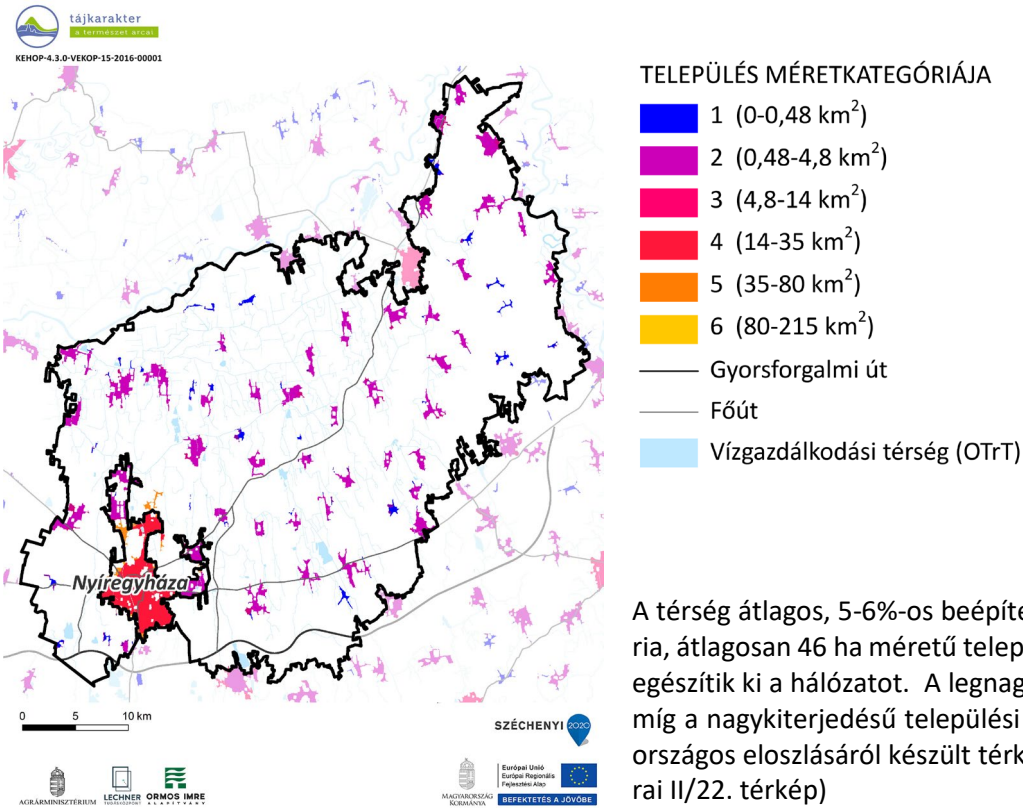 tájkarakter
a természet arcai
KEHOP-4.3.0-VEKOP-15-2016-00001
Nyíregyháza
0 5 10 km
SZÉCHENYI 2020
AGRÁRMINISZTÉRIUM
LECHNER
TUDÁSKÖZPONT
ORMOS IMRE
ALAPÍTVÁNY
MAGYARORSZÁG
KORMÁNYA
Európai Unió
Európai Regionális
Fejlesztési Alap
BEFEKTETÉS A JÖVŐBE
TELEPÜLÉS MÉRETKATEGÓRIÁJA
1 (0-0,48 km²)
2 (0,48-4,8 km²)
3 (4,8-14 km²)
4 (14-35 km²)
5 (35-80 km²)
6 (80-215 km²)
Gyorsforgalmi út
Főút
Vízgazdálkodási térség (OTrT)
A térség átlagos, 5-6%-os beépíte
ria, átlagosan 46 ha méretű telep
egészítik ki a hálózatot. A legnag
míg a nagykiterjedésű települési
országos eloszlásáról készült térk
rai II/22. térkép)